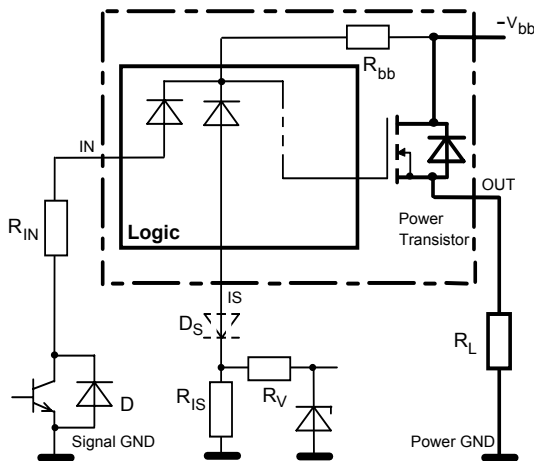 -Vbb
Rbb
IN
OUT
RIN
Logic
Power
Transistor
IS
DS
RL
D
RIS
RV
Signal GND
Power GND